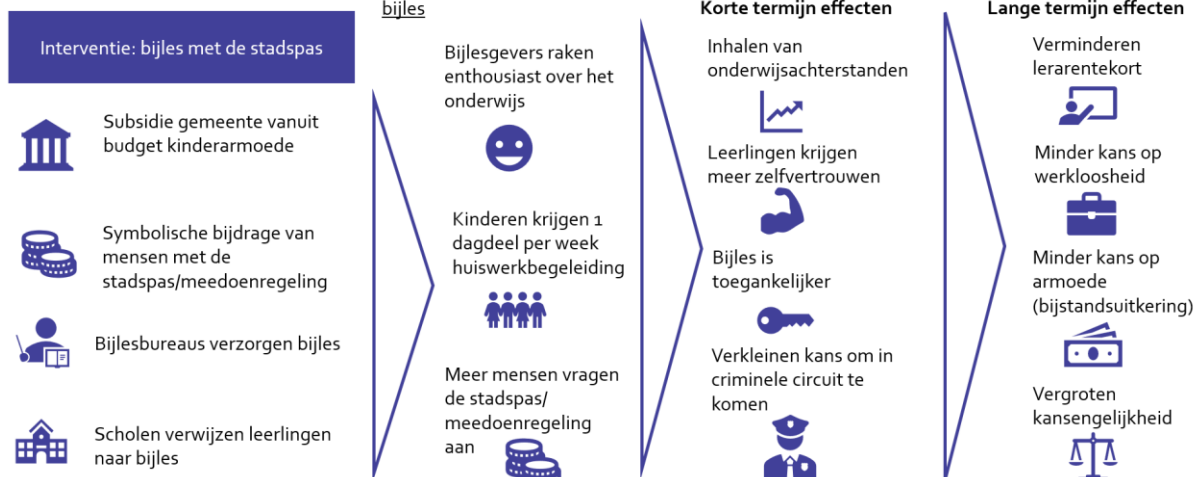 Interventie: bijles met de stadspas
Subsidie gemeente vanuit
budget kinderarmoede
Symbolische bijdrage van
mensen met de
stadspas/meedoenregeling
Bijlesbureaus verzorgen bijles
Scholen verwijzen leerlingen
naar bijles
bijles
Bijlesgevers raken
enthousiast over het
onderwijs
Kinderen krijgen 1
dagdeel per week
huiswerkbegeleiding
Meer mensen vragen
de stadspas/
meedoenregeling
aan
Korte termijn effecten
Inhalen van
onderwijsachterstanden
Leerlingen krijgen
meer zelfvertrouwen
Bijles is
toegankelijker
Verkleinen kans om in
criminele circuit te
komen
Lange termijn effecten
Verminderen
lerarentekort
Minder kans op
werkloosheid
Minder kans op
armoede
(bijstandsuitkering)
Vergroten
kansengelijkheid